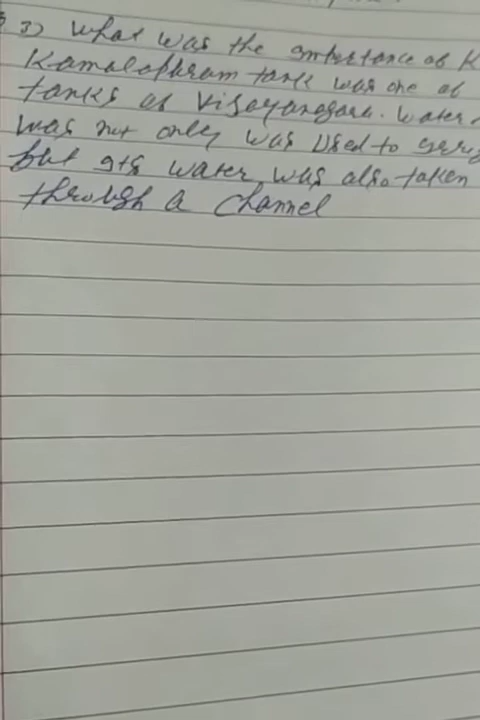 3) What was the importance of K
Kamalapuram tank was one of
tanks of Vijayanagara. Water
was not only was used to
but its water was also taken
through a channel